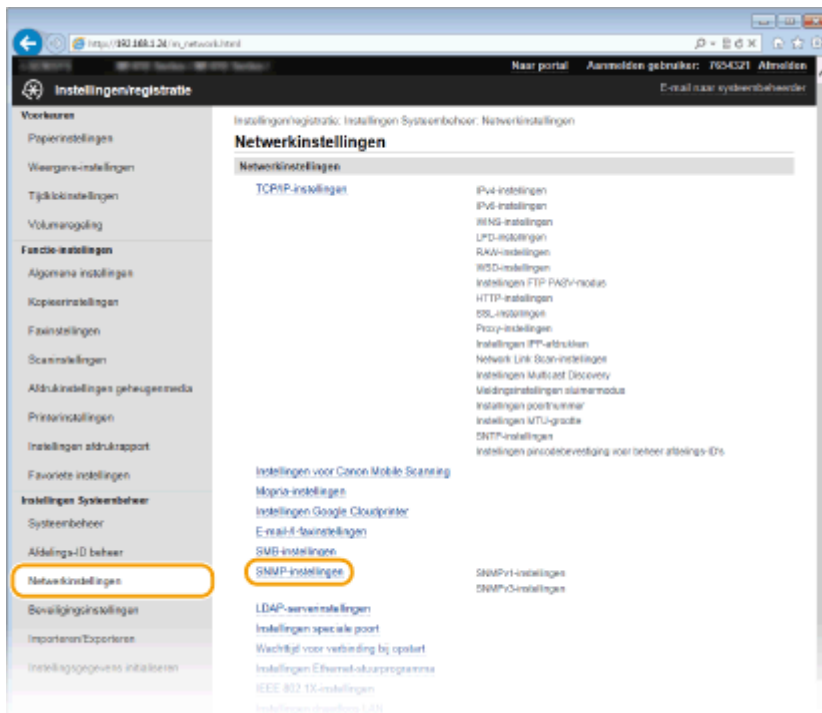 http://192.168.1.24/m_network.html
Naar portal Aanmelden gebruiker: 7654321 Afmelden
Instellingen/registratie
E-mail naar systeembeheerder
Voorkeuren
Papierinstellingen
Weergave-instellingen
Tijdklokinstellingen
Volumeregeling
Functie-instellingen
Algemene instellingen
Kopieerinstellingen
Faxinstellingen
Scaninstellingen
Afdrukinstellingen geheugenmedia
Printerinstellingen
Instellingen afdrukrapport
Favoriete instellingen
Instellingen Systeembeheer
Systeembeheer
Afdelings-ID beheer
Netwerkinstellingen
Beveiligingsinstellingen
Importeren/Exporteren
Instellingsgegevens initialiseren
Instellingen/registratie: Instellingen Systeembeheer: Netwerkinstellingen
Netwerkinstellingen
Netwerkinstellingen
TCP/IP-instellingen
IPv4-instellingen
IPv6-instellingen
WINS-instellingen
LPD-instellingen
RAW-instellingen
WSD-instellingen
Instellingen FTP PASV-modus
HTTP-instellingen
SSL-instellingen
Proxy-instellingen
Instellingen IPP-afdrukken
Network Link Scan-instellingen
Instellingen Multicast Discovery
Meldingsinstellingen sluimermodus
Instellingen poortnummer
Instellingen MTU-grootte
SNTP-instellingen
Instellingen pincodebevestiging voor beheer afdelings-ID's
Instellingen voor Canon Mobile Scanning
Mopria-instellingen
Instellingen Google Cloudprinter
E-mail-/I-faxinstellingen
SMB-instellingen
SNMP-instellingen
SNMPv1-instellingen
SNMPv3-instellingen
LDAP-serverinstellingen
Instellingen speciale poort
Wachttijd voor verbinding bij opstart
Instellingen Ethernet-stuurprogramma
IEEE 802.1X-instellingen
Instellingen draadloos LAN